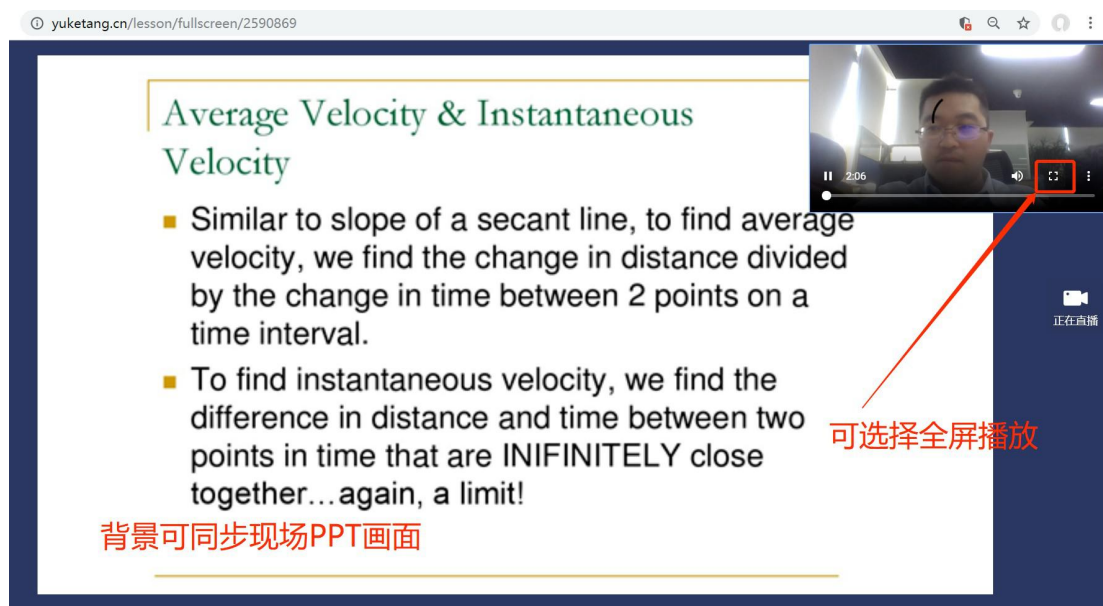 yuketang.cn/lesson/fullscreen/2590869
Average Velocity & Instantaneous
Velocity
2:06
Similar to slope of a secant line, to find average
velocity, we find the change in distance divided
by the change in time between 2 points on a
time interval.
正在直播
To find instantaneous velocity, we find the
difference in distance and time between two
points in time that are INIFINITELY close
together...again, a limit!
可选择全屏播放
背景可同步现场PPT画面